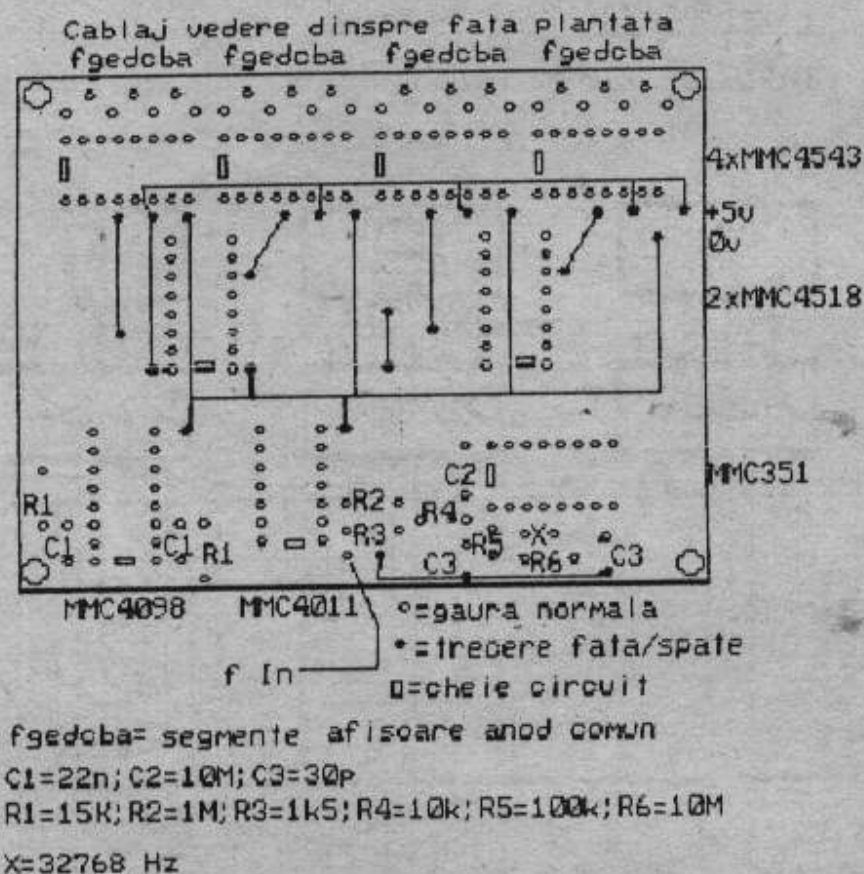 Cablaj vedere dinspre fata plantata
fgedcba fgedcba fgedcba fgedcba
4xMMC4543
+5v
0v
2xMMC4518
MMC351
C2
R1
R2
R4
R3
C1
C1
R1
R5
X
C3
R6
C3
MMC4098
MMC4011
o=gaura normala
•=trecere fata/spate
f In
▯=cheie circuit
fgedcba= segmente afisoare anod comun
C1=22n; C2=10M; C3=30p
R1=15K; R2=1M; R3=1k5; R4=10k; R5=100k; R6=10M
X=32768 Hz